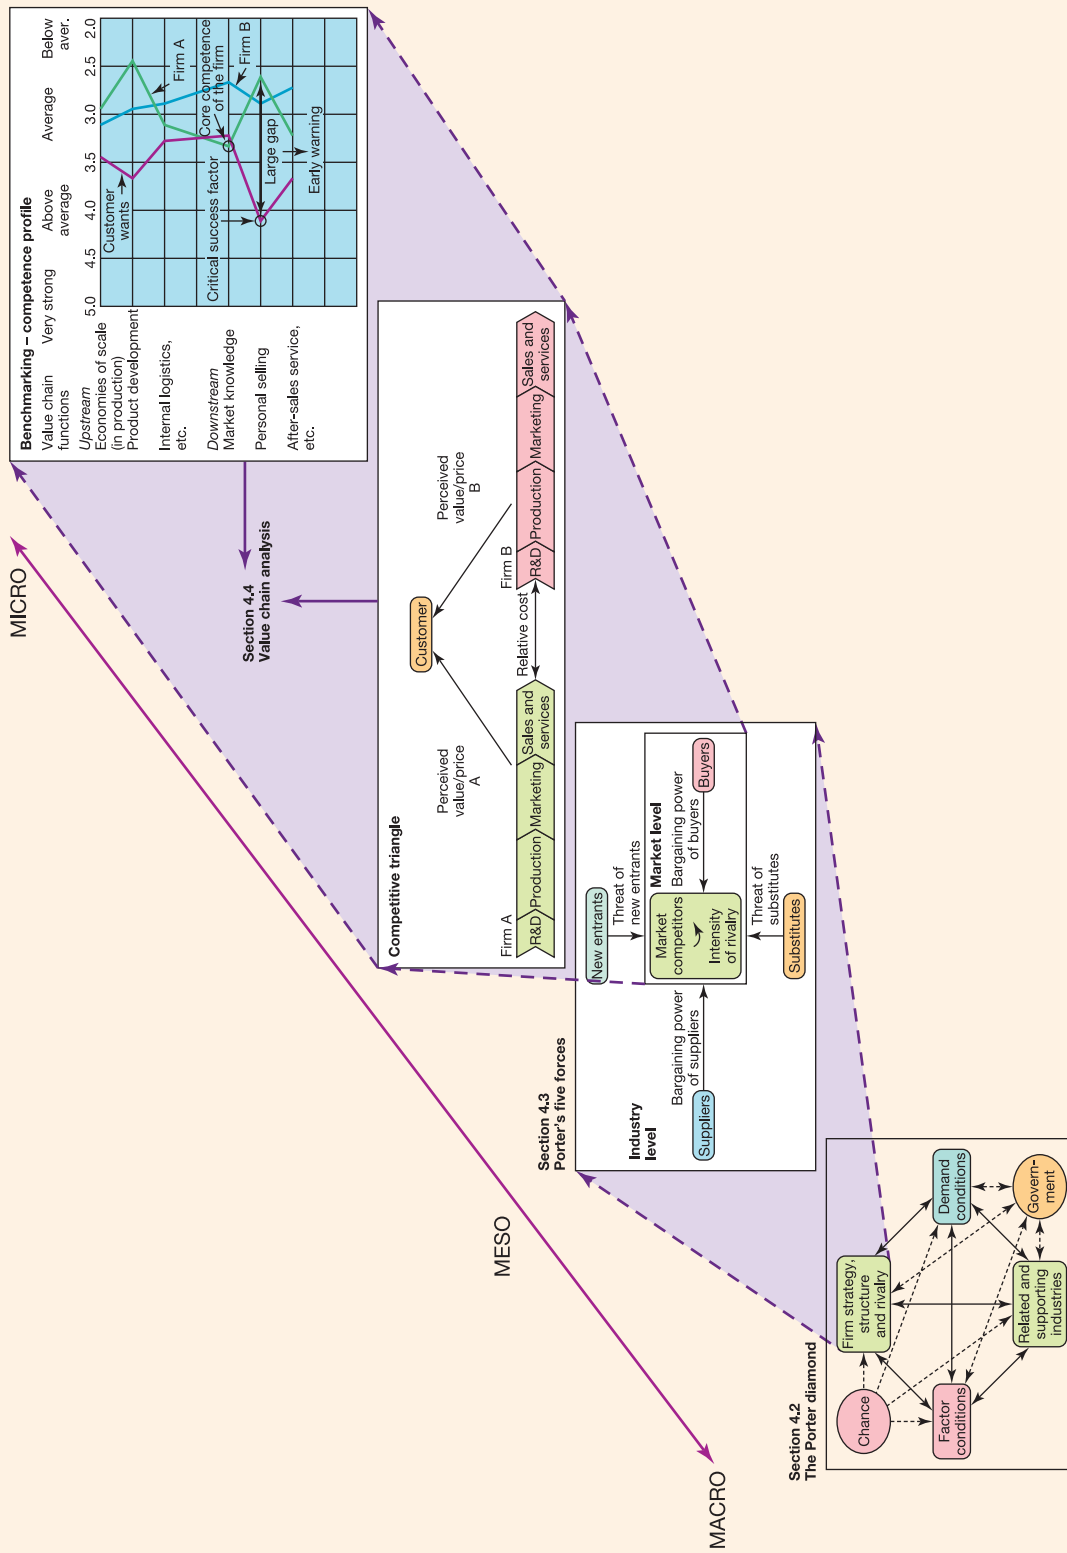 MICRO
MESO
MACRO
Benchmarking – competence profile
Value chain
functions
Very strong
Above
average
Average
Below
aver.
5.0
4.5
4.0
3.5
3.0
2.5
2.0
Upstream
Economies of scale
(in production)
Product development
Internal logistics,
etc.
Downstream
Market knowledge
Personal selling
After-sales service,
etc.
Customer
wants
Firm A
Firm B
Core competence
of the firm
Critical success factor
Large gap
Early warning
Section 4.4
Value chain analysis
Competitive triangle
Customer
Perceived
value/price
A
Perceived
value/price
B
Firm A
R&D
Production
Marketing
Sales and
services
Relative cost
Firm B
R&D
Production
Marketing
Sales and
services
Section 4.3
Porter's five forces
Industry
level
New entrants
Threat of
new entrants
Market level
Suppliers
Bargaining power
of suppliers
Market
competitors
Intensity
of rivalry
Bargaining power
of buyers
Buyers
Threat of
substitutes
Substitutes
Section 4.2
The Porter diamond
Chance
Firm strategy,
structure
and rivalry
Factor
conditions
Demand
conditions
Related and
supporting
industries
Govern-
ment